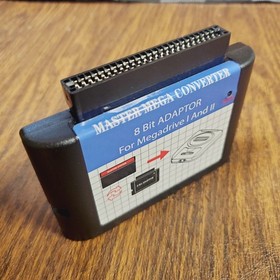 MASTER MEGA CONVERTER
8 Bit ADAPTOR
For Megadrive I And II